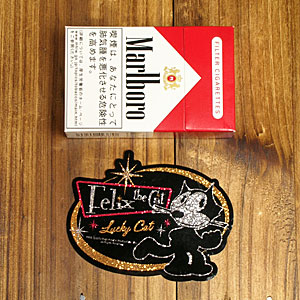 喫煙は、あなたにとって
肺気腫を悪化させる危険性
を高めます。
Marlboro
FILTER CIGARETTES
Felix the Cat
Lucky Cat